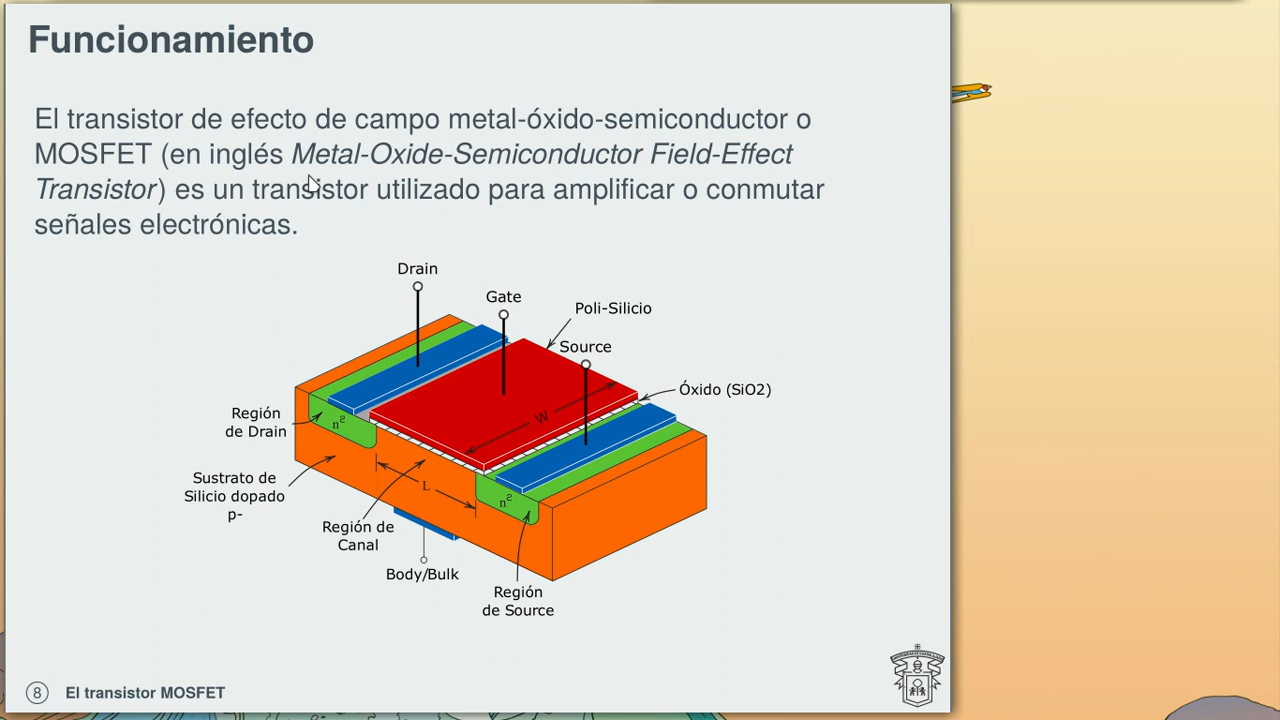 Funcionamiento
El transistor de efecto de campo metal-óxido-semiconductor o
MOSFET (en inglés Metal-Oxide-Semiconductor Field-Effect
Transistor) es un transistor utilizado para amplificar o conmutar
señales electrónicas.
Drain
Gate
Poli-Silicio
Source
Óxido (SiO2)
W
Región
de Drain
n²
Sustrato de
Silicio dopado
p-
L
n²
Región de
Canal
Body/Bulk
Región
de Source
8 El transistor MOSFET